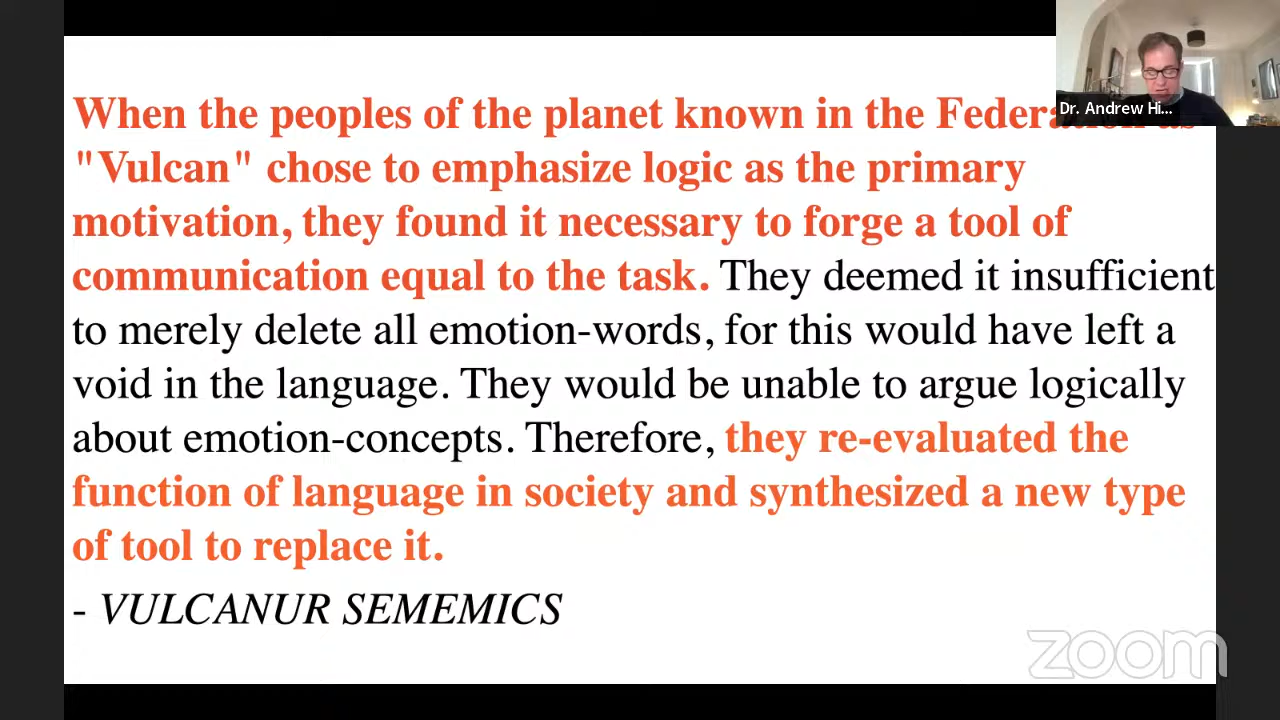 When the peoples of the planet known in the Federation as
"Vulcan" chose to emphasize logic as the primary
motivation, they found it necessary to forge a tool of
communication equal to the task. They deemed it insufficient
to merely delete all emotion-words, for this would have left a
void in the language. They would be unable to argue logically
about emotion-concepts. Therefore, they re-evaluated the
function of language in society and synthesized a new type
of tool to replace it.
- VULCANUR SEMEMICS
Dr. Andrew Hi...
zoom